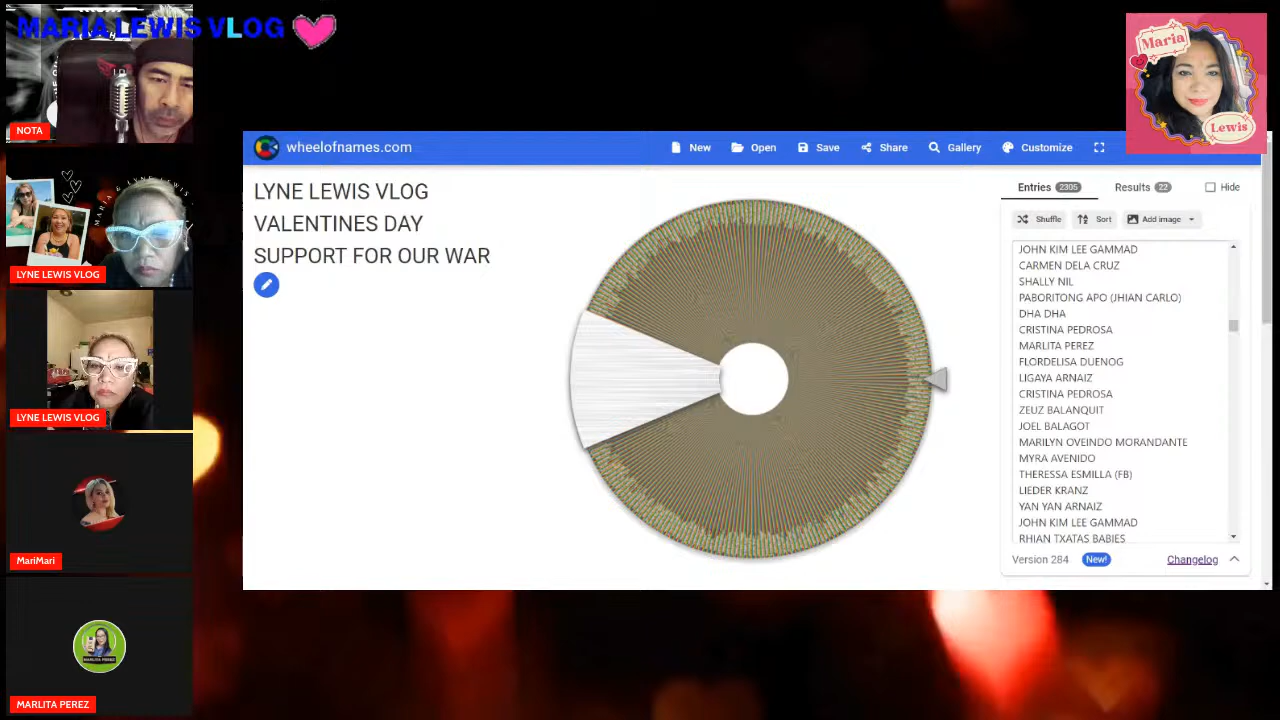 MARIA LEWIS VLOG
NOTA
LYNE LEWIS VLOG
LYNE LEWIS VLOG
MariMari
MARLITA PEREZ
MARLITA PEREZ
Maria
Lewis
wheelofnames.com
New
Open
Save
Share
Gallery
Customize
LYNE LEWIS VLOG
VALENTINES DAY
SUPPORT FOR OUR WAR
Entries 2305
Results 22
Hide
Shuffle
Sort
Add image
JOHN KIM LEE GAMMAD
CARMEN DELA CRUZ
SHALLY NIL
PABORITONG APO (JHIAN CARLO)
DHA DHA
CRISTINA PEDROSA
MARLITA PEREZ
FLORDELISA DUENOG
LIGAYA ARNAIZ
CRISTINA PEDROSA
ZEUZ BALANQUIT
JOEL BALAGOT
MARILYN OVEINDO MORANDANTE
MYRA AVENIDO
THERESSA ESMILLA (FB)
LIEDER KRANZ
YAN YAN ARNAIZ
JOHN KIM LEE GAMMAD
RHIAN TXATAS BABIES
Version 284
New!
Changelog